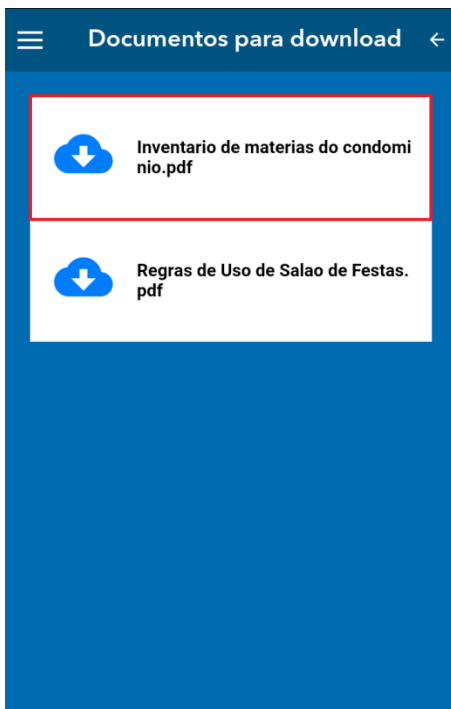 Documentos para download
Inventario de materias do condomi
nio.pdf
Regras de Uso de Salao de Festas.
pdf